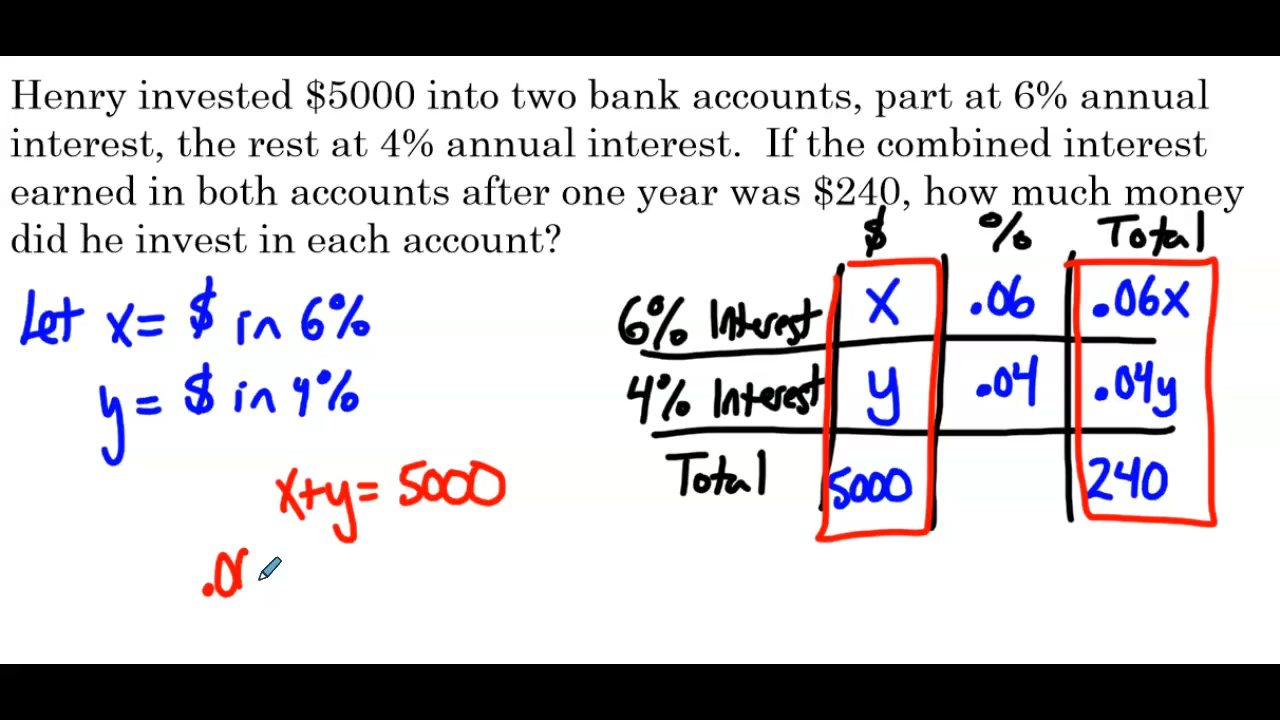 Henry invested $5000 into two bank accounts, part at 6% annual
interest, the rest at 4% annual interest. If the combined interest
earned in both accounts after one year was $240, how much money
did he invest in each account?
$ % Total
Let x = $ in 6%
6% Interest x .06 .06x
y = $ in 4%
4% Interest y .04 .04y
Total 5000 240
x+y = 5000
.0